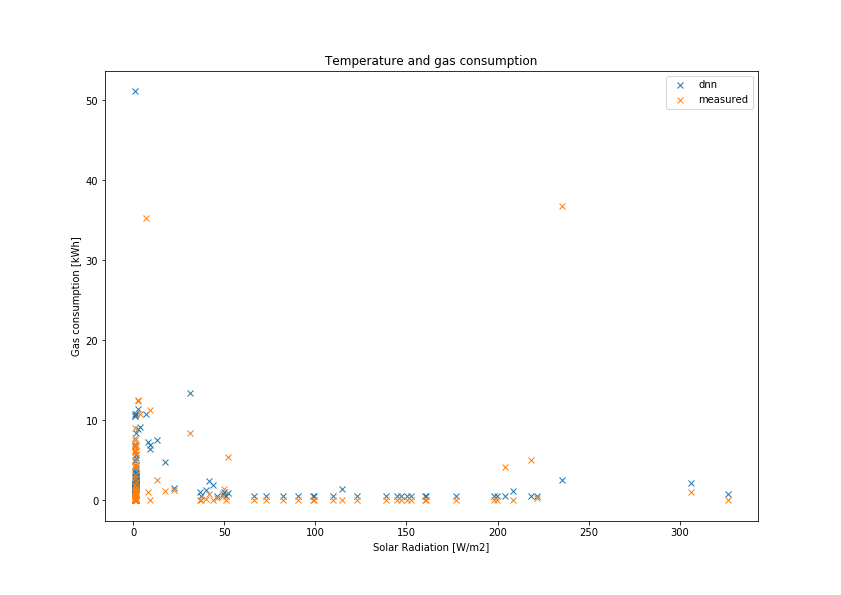 Temperature and gas consumption
dnn
measured
50
40
30
20
10
0
Gas consumption [kWh]
0 50 100 150 200 250 300
Solar Radiation [W/m2]